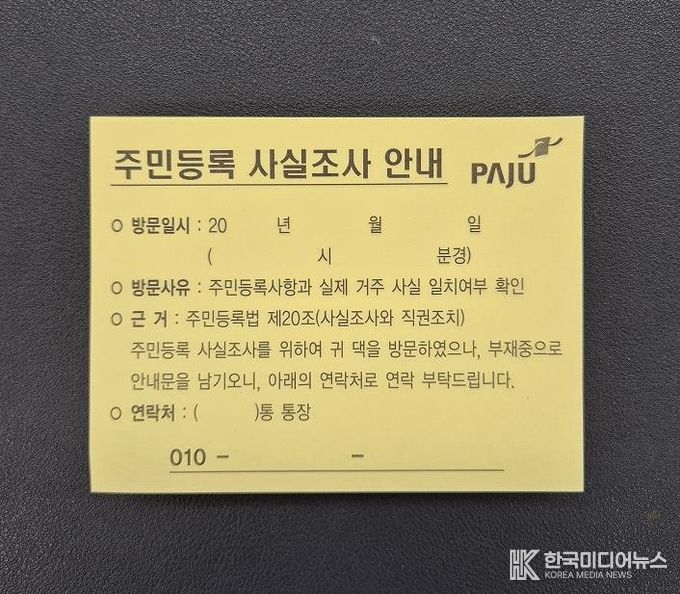 주민등록 사실조사 안내 PAJU
방문일시 : 20 년 월 일
( 시 분경)
방문사유 : 주민등록사항과 실제 거주 사실 일치여부 확인
근 거 : 주민등록법 제20조(사실조사와 직권조치)
주민등록 사실조사를 위하여 귀 댁을 방문하였으나, 부재중으로
안내문을 남기오니, 아래의 연락처로 연락 부탁드립니다.
연락처 : ( )통 통장
010 - -
HK 한국미디어뉴스
KOREA MEDIA NEWS